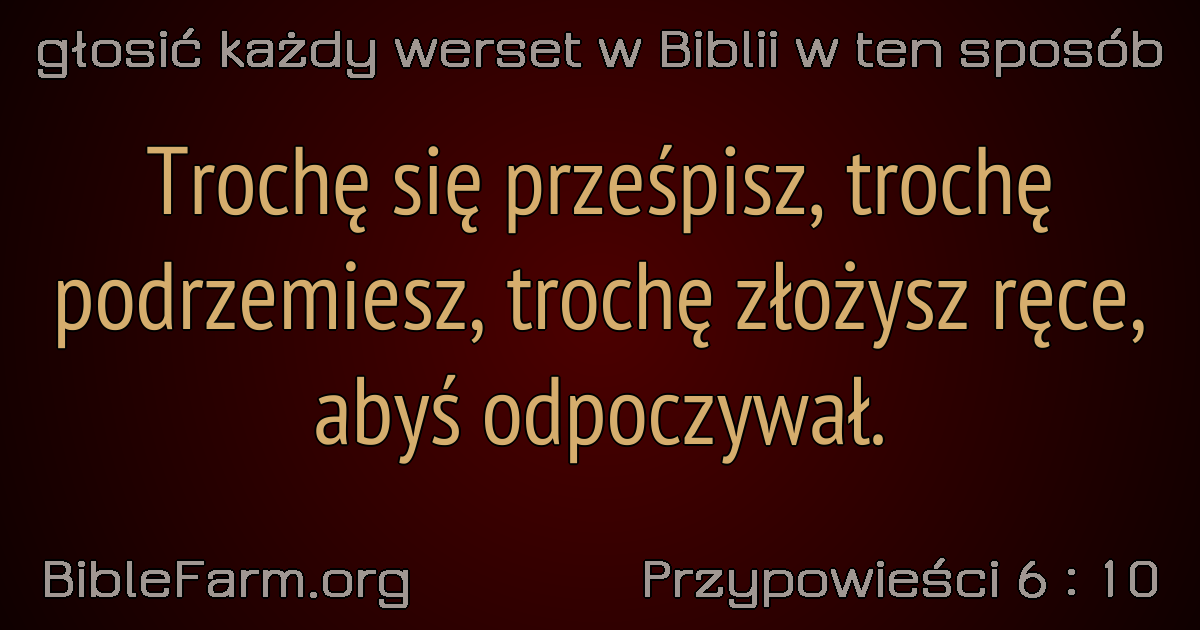 głosić każdy werset w Biblii w ten sposób
Trochę się prześpisz, trochę
podrzemiesz, trochę złożysz ręce,
abyś odpoczywał.
BibleFarm.org
Przypowieści 6 : 10